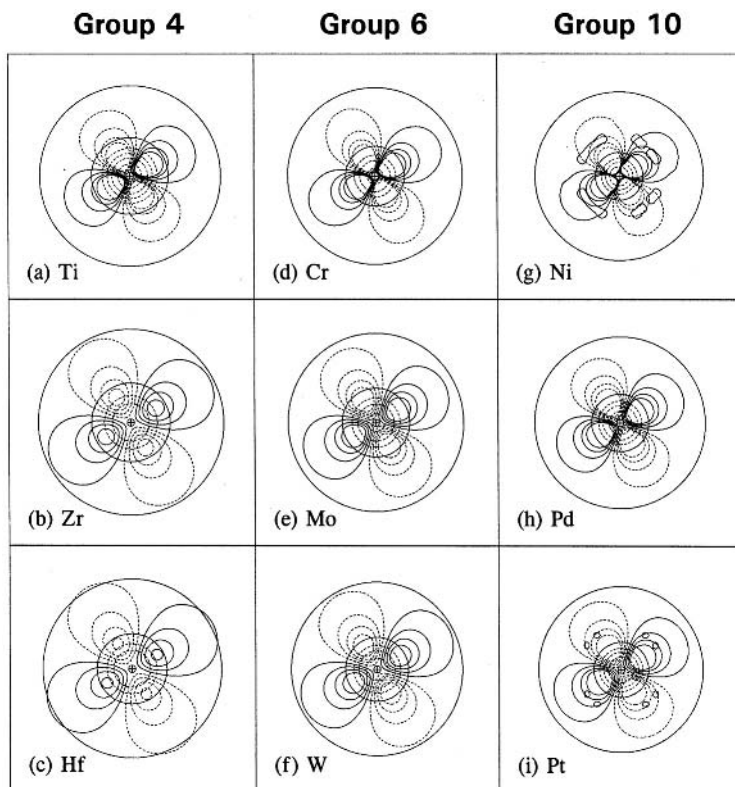 Group 4 Group 6 Group 10
(a) Ti (d) Cr (g) Ni
(b) Zr (e) Mo (h) Pd
(c) Hf (f) W (i) Pt